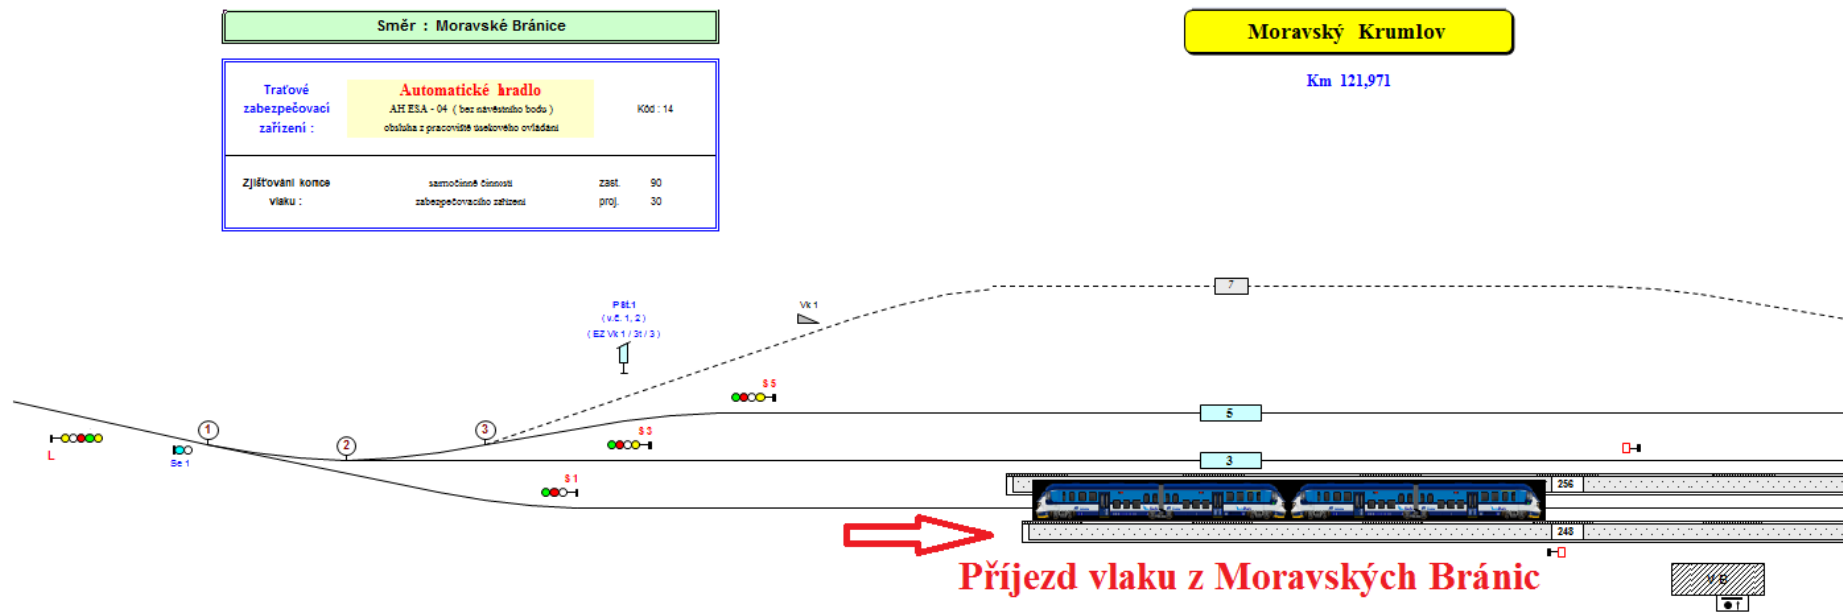 Směr : Moravské Bránice
Moravský Krumlov
Km 121,971
Traťové
zabezpečovací
zařízení :
Automatické hradlo
AH ESA - 04 ( bez návěstního bodu )
obsluha z pracoviště úsekového ovládání
Kód : 14
Zjišťování konce
vlaku :
samočinně činností
zabezpečovacího zařízení
zast. 90
proj. 30
7
PSt.1
( v.č. 1, 2 )
( EZ Vk 1 / 3t / 3 )
Vk 1
S 5
5
1
2
3
S 3
L
Se 1
3
S 1
256
248
Příjezd vlaku z Moravských Bránic
V B